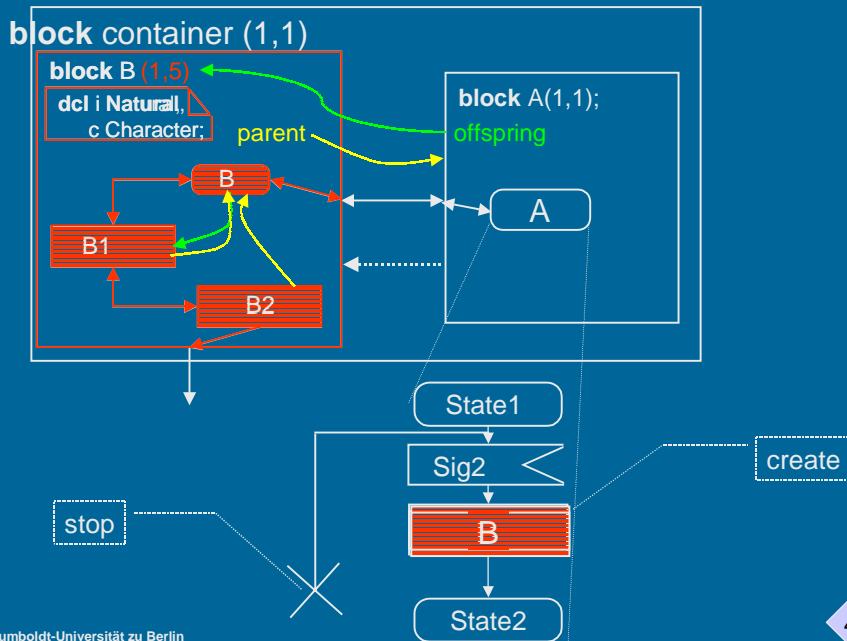 block container (1,1)
block B (1,5)
dcl i Natural,
c Character;
block A(1,1);
parent
offspring
B
A
B1
B2
State1
Sig2
create
B
stop
State2
umboldt-Universität zu Berlin